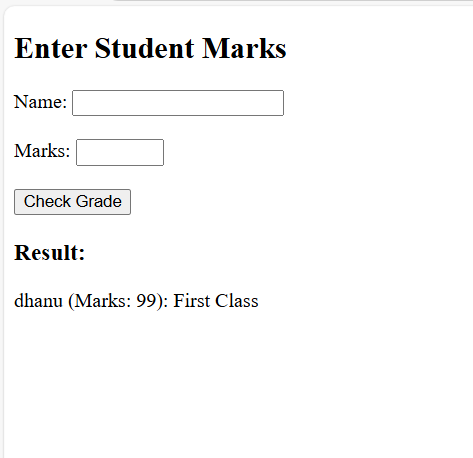 Enter Student Marks
Name:
Marks:
Check Grade
Result:
dhanu (Marks: 99): First Class